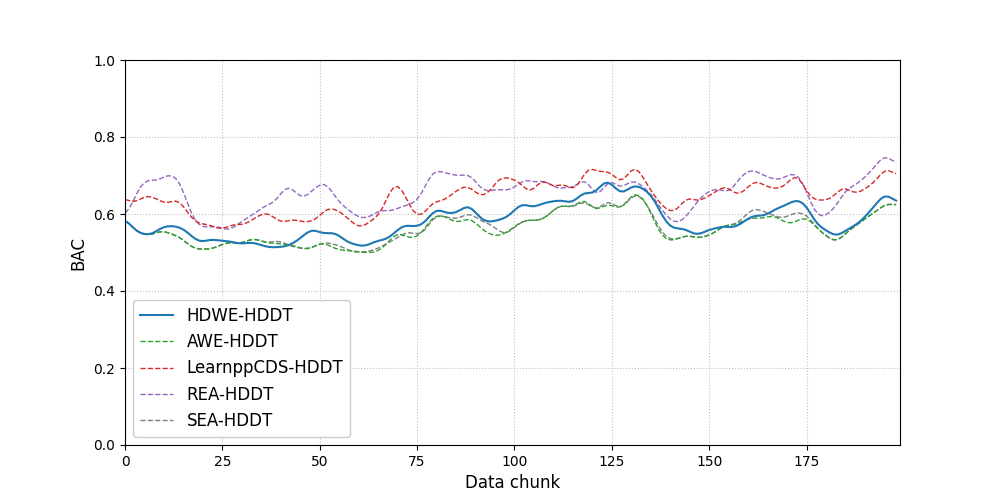 1.0
0.8
0.6
0.4
0.2
0.0
BAC
HDWE-HDDT
AWE-HDDT
LearnppCDS-HDDT
REA-HDDT
SEA-HDDT
0 25 50 75 100 125 150 175
Data chunk